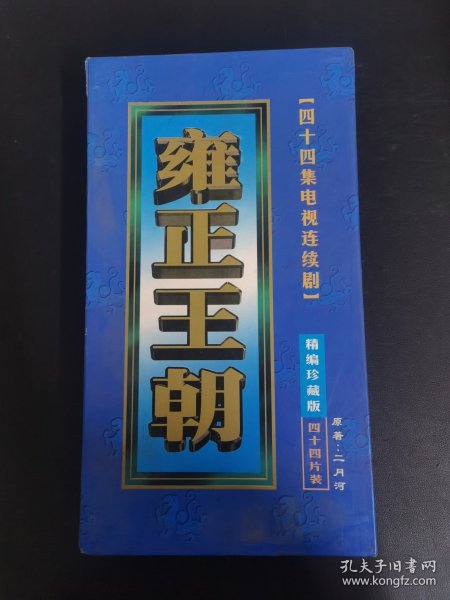 雍正王朝
【四十四集电视连续剧】
精编珍藏版
四十四片装
原著：二月河
孔夫子旧书网
www.kongfz.com